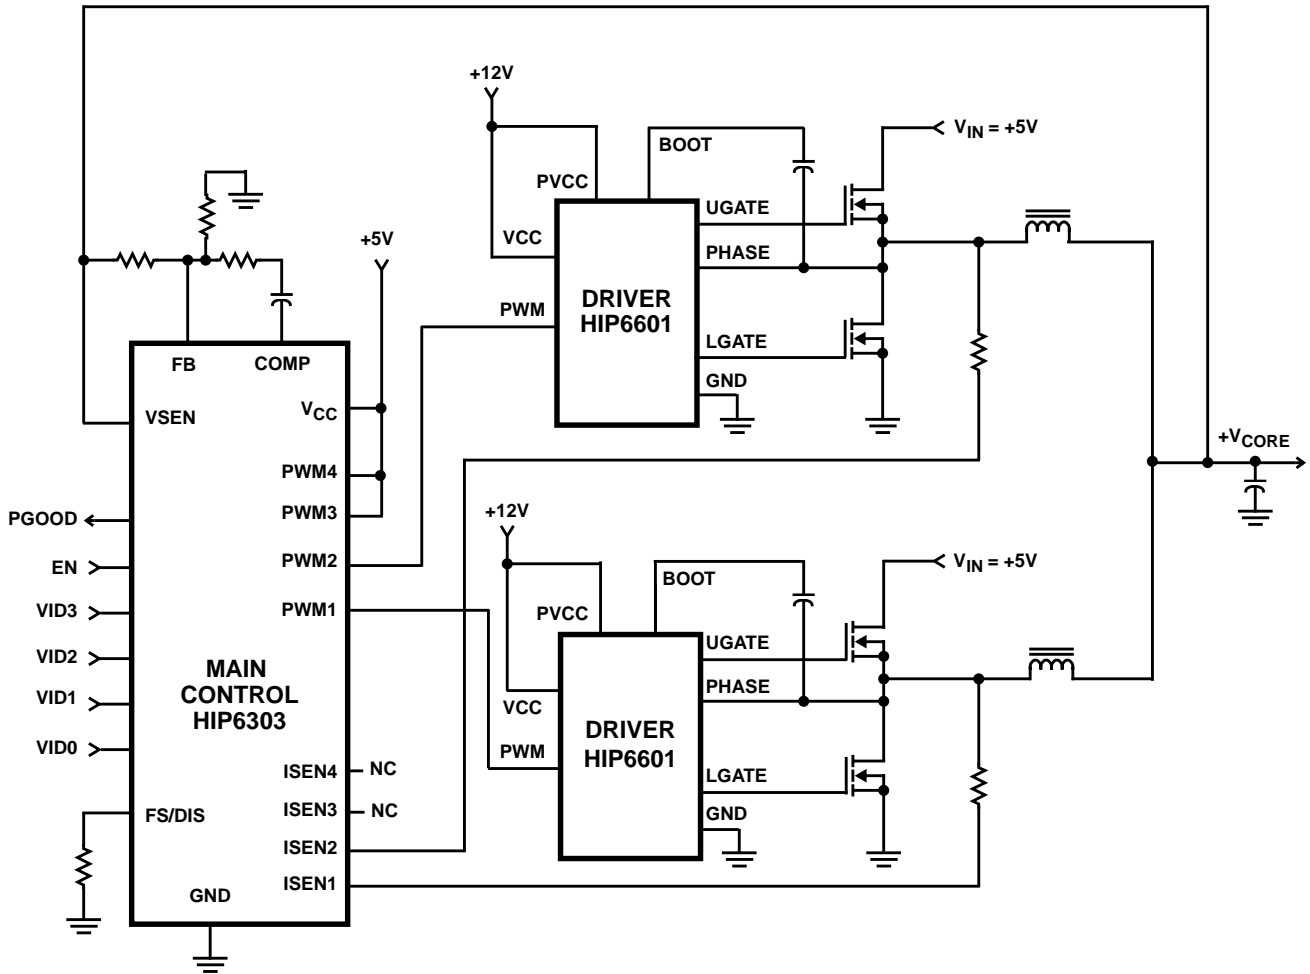 +12V
VIN = +5V
BOOT
PVCC
UGATE
VCC
+5V
PHASE
DRIVER
HIP6601
PWM
LGATE
FB
COMP
GND
VCC
VSEN
+VCORE
PWM4
PWM3
PGOOD
+12V
PWM2
EN
VIN = +5V
BOOT
VID3
PWM1
PVCC
UGATE
VID2
MAIN
CONTROL
HIP6303
PHASE
VID1
VCC
DRIVER
HIP6601
VID0
PWM
ISEN4
NC
LGATE
ISEN3
NC
FS/DIS
GND
ISEN2
ISEN1
GND